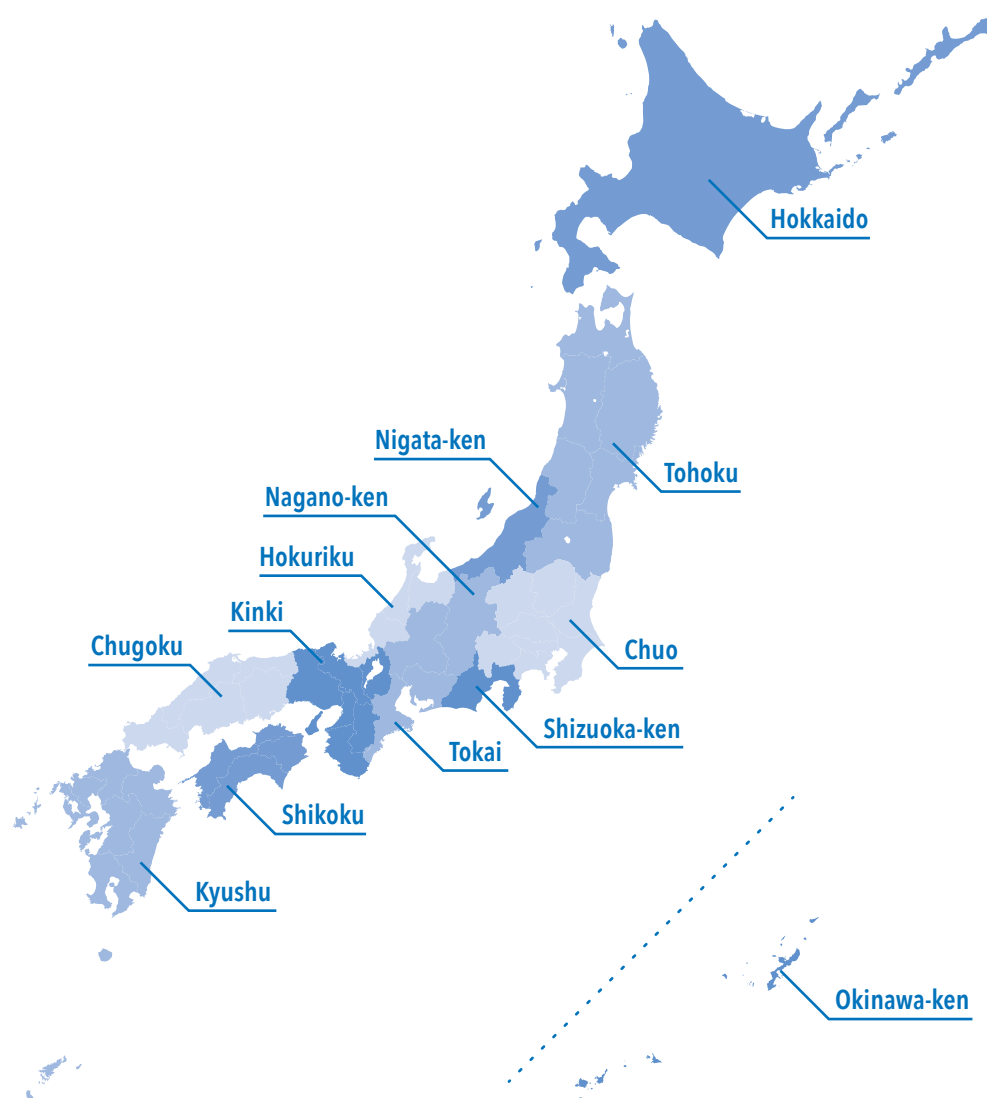 Hokkaido
Nigata-ken
Tohoku
Nagano-ken
Hokuriku
Kinki
Chugoku
Chuo
Shizuoka-ken
Tokai
Shikoku
Kyushu
Okinawa-ken